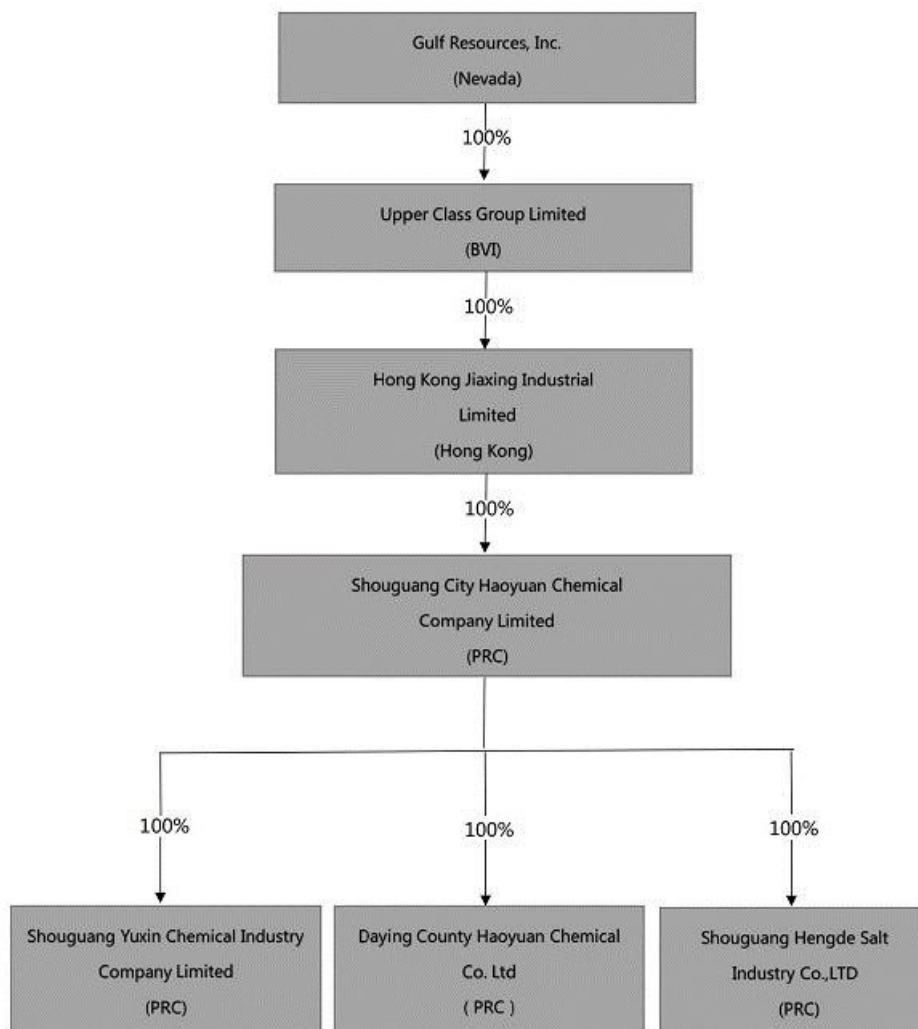 Gulf Resources, Inc.
(Nevada)
100%
Upper Class Group Limited
(BVI)
100%
Hong Kong Jiaxing Industrial
Limited
(Hong Kong)
100%
Shouguang City Haoyuan Chemical
Company Limited
(PRC)
100%
100%
100%
Shouguang Yuxin Chemical Industry
Company Limited
(PRC)
Daying County Haoyuan Chemical
Co. Ltd
( PRC )
Shouguang Hengde Salt
Industry Co.,LTD
(PRC)